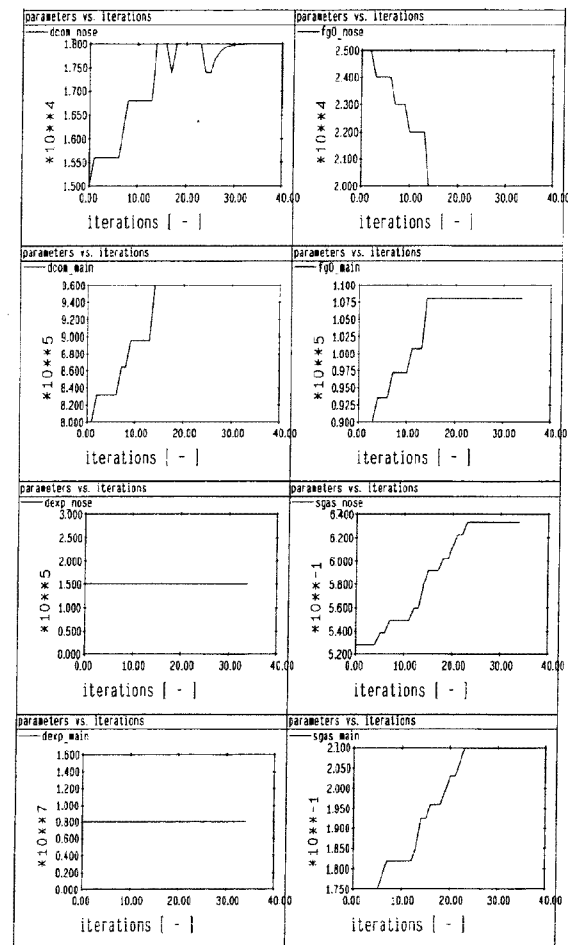 parameters vs. iterations
dcom_nose
1.800
1.750
1.700
1.650
1.600
1.550
1.500
*10**4
0.00 10.00 20.00 30.00 40.00
iterations [ - ]
parameters vs. iterations
fg0_nose
2.500
2.400
2.300
2.200
2.100
2.000
*10**4
0.00 10.00 20.00 30.00 40.00
iterations [ - ]
parameters vs. iterations
dcom_main
9.600
9.400
9.200
9.000
8.800
8.600
8.400
8.200
8.000
*10**5
0.00 10.00 20.00 30.00 40.00
iterations [ - ]
parameters vs. iterations
fg0_main
1.100
1.075
1.050
1.025
1.000
0.975
0.950
0.925
0.900
*10**5
0.00 10.00 20.00 30.00 40.00
iterations [ - ]
parameters vs. iterations
dexp_nose
3.000
2.500
2.000
1.500
1.000
0.500
0.000
*10**5
0.00 10.00 20.00 30.00 40.00
iterations [ - ]
parameters vs. iterations
sgas_nose
6.400
6.200
6.000
5.800
5.600
5.400
5.200
*10**-1
0.00 10.00 20.00 30.00 40.00
iterations [ - ]
parameters vs. iterations
dexp_main
1.600
1.400
1.200
1.000
0.800
0.600
0.400
0.200
0.000
*10**7
0.00 10.00 20.00 30.00 40.00
iterations [ - ]
parameters vs. iterations
sgas_main
2.100
2.050
2.000
1.950
1.900
1.850
1.800
1.750
*10**-1
0.00 10.00 20.00 30.00 40.00
iterations [ - ]